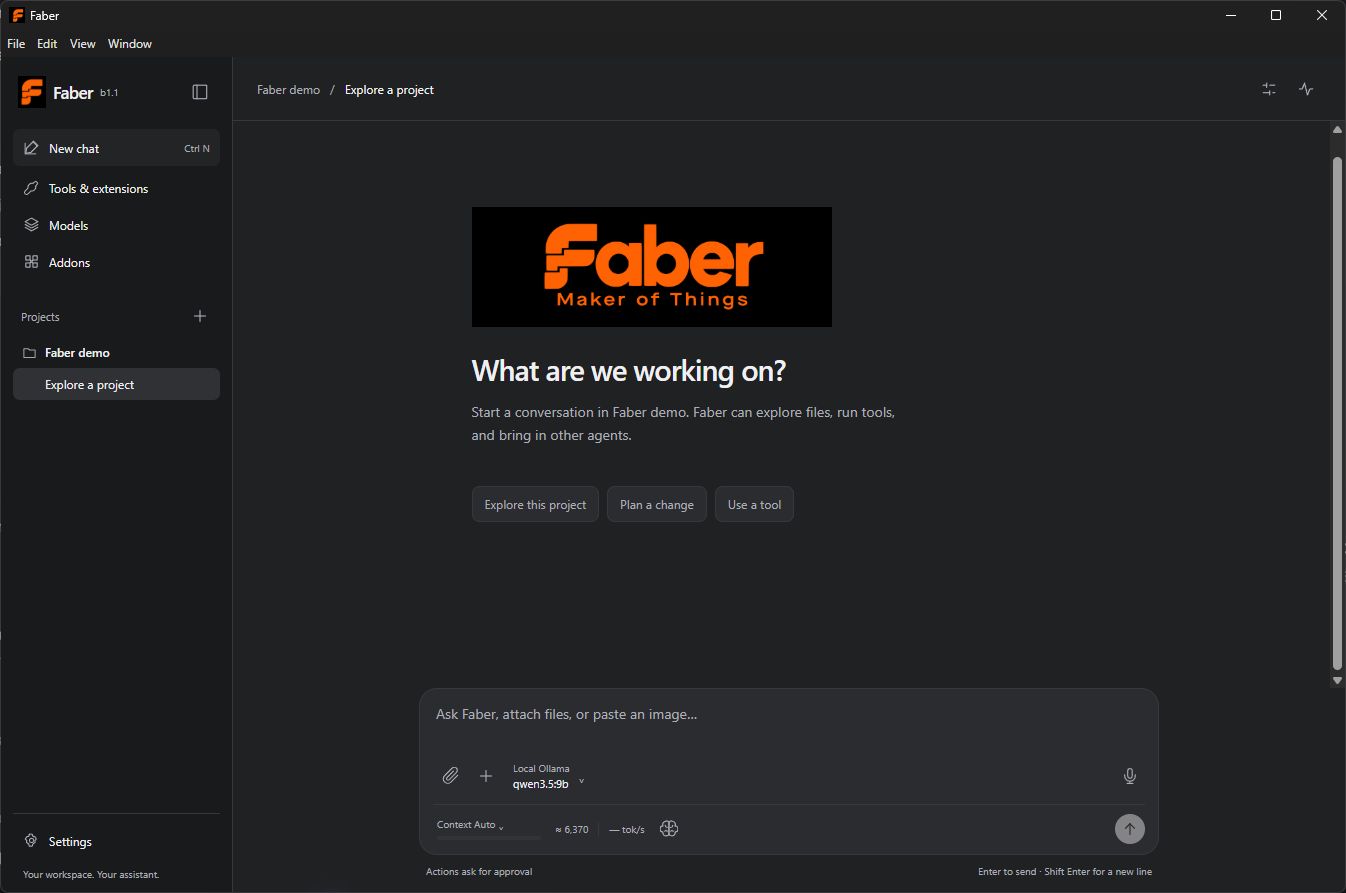 Faber
File Edit View Window
Faber b1.1
New chat Ctrl N
Tools & extensions
Models
Addons
Projects
Faber demo
Explore a project
Settings
Your workspace. Your assistant.
Faber demo / Explore a project
Faber
Maker of Things
What are we working on?
Start a conversation in Faber demo. Faber can explore files, run tools,
and bring in other agents.
Explore this project Plan a change Use a tool
Ask Faber, attach files, or paste an image...
Local Ollama
qwen3.5:9b
Context Auto ≈ 6,370 — tok/s
Actions ask for approval Enter to send · Shift Enter for a new line